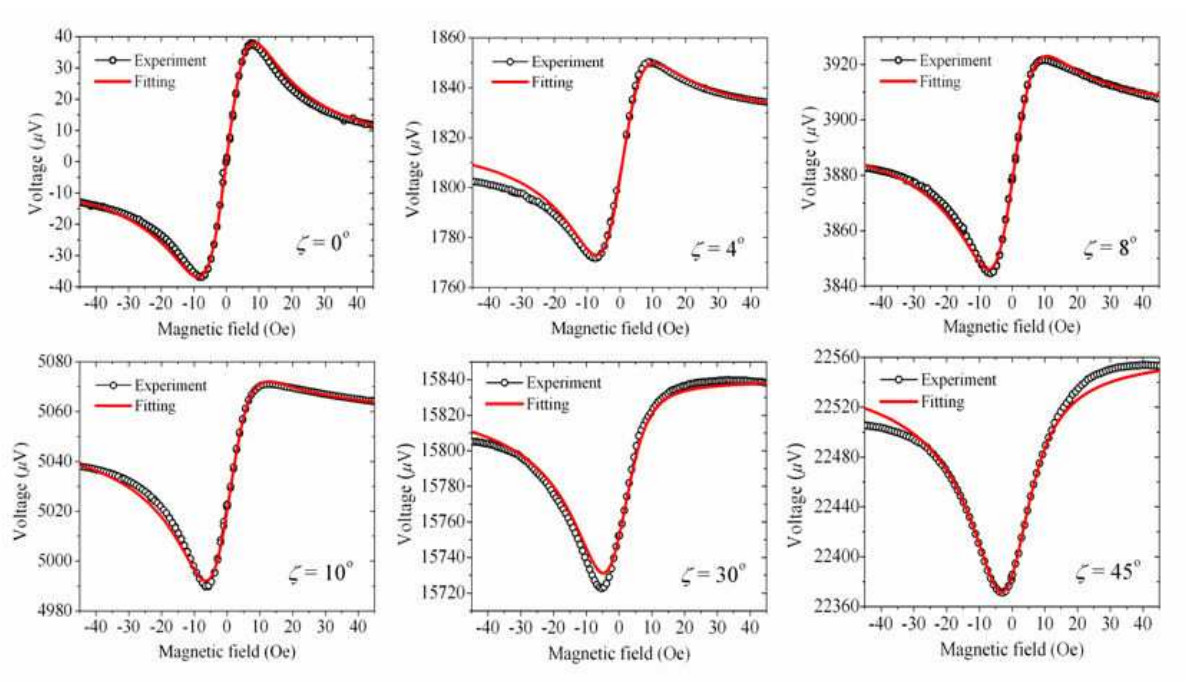 40
30
20
10
0
-10
-20
-30
-40
Voltage (μV)
Experiment
Fitting
ζ = 0°
-40 -30 -20 -10 0 10 20 30 40
Magnetic field (Oe)
1860
1840
1820
1800
1780
1760
Voltage (μV)
Experiment
Fitting
ζ = 4°
-40 -30 -20 -10 0 10 20 30 40
Magnetic field (Oe)
3920
3900
3880
3860
3840
Voltage (μV)
Experiment
Fitting
ζ = 8°
-40 -30 -20 -10 0 10 20 30 40
Magnetic field (Oe)
5080
5060
5040
5020
5000
4980
Voltage (μV)
Experiment
Fitting
ζ = 10°
-40 -30 -20 -10 0 10 20 30 40
Magnetic field (Oe)
15840
15820
15800
15780
15760
15740
15720
Voltage (μV)
Experiment
Fitting
ζ = 30°
-40 -30 -20 -10 0 10 20 30 40
Magnetic field (Oe)
22560
22520
22480
22440
22400
22360
Voltage (μV)
Experiment
Fitting
ζ = 45°
-40 -30 -20 -10 0 10 20 30 40
Magnetic field (Oe)